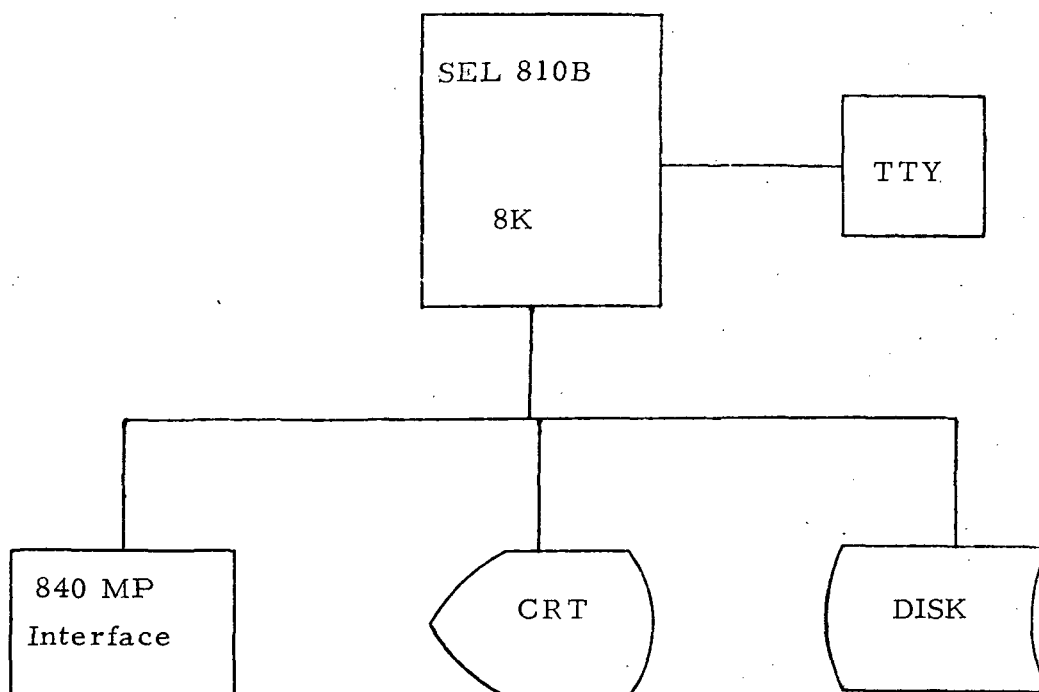 SEL 810B
8K
TTY
840 MP
Interface
CRT
DISK